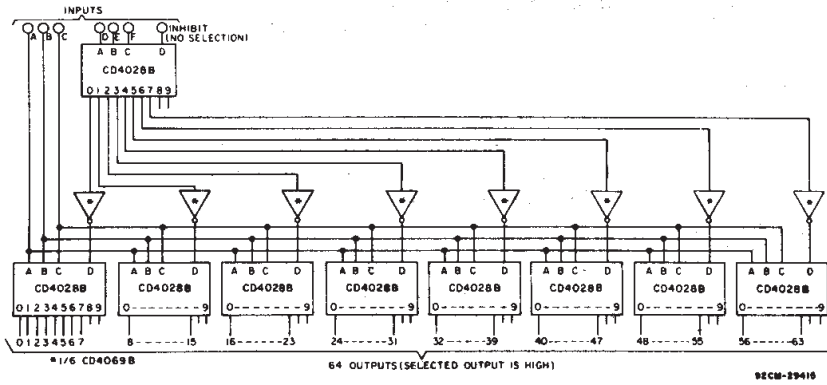 INPUTS
A B C D E F INHIBIT
(NO SELECTION)
A B C D
CD4028B
0 1 2 3 4 5 6 7 8 9
* * * * * * * *
A B C D A B C D A B C D A B C D A B C D A B C D A B C D A B C D
CD4028B CD4028B CD4028B CD4028B CD4028B CD4028B CD4028B CD4028B
0 1 2 3 4 5 6 7 8 9 0--------9 0--------9 0--------9 0--------9 0--------9 0--------9 0--------9
0 1 2 3 4 5 6 7 8--------15 16--------23 24--------31 32--------39 40--------47 48--------55 56--------63
*1/6 CD4069B
64 OUTPUTS (SELECTED OUTPUT IS HIGH)
92CM-29416